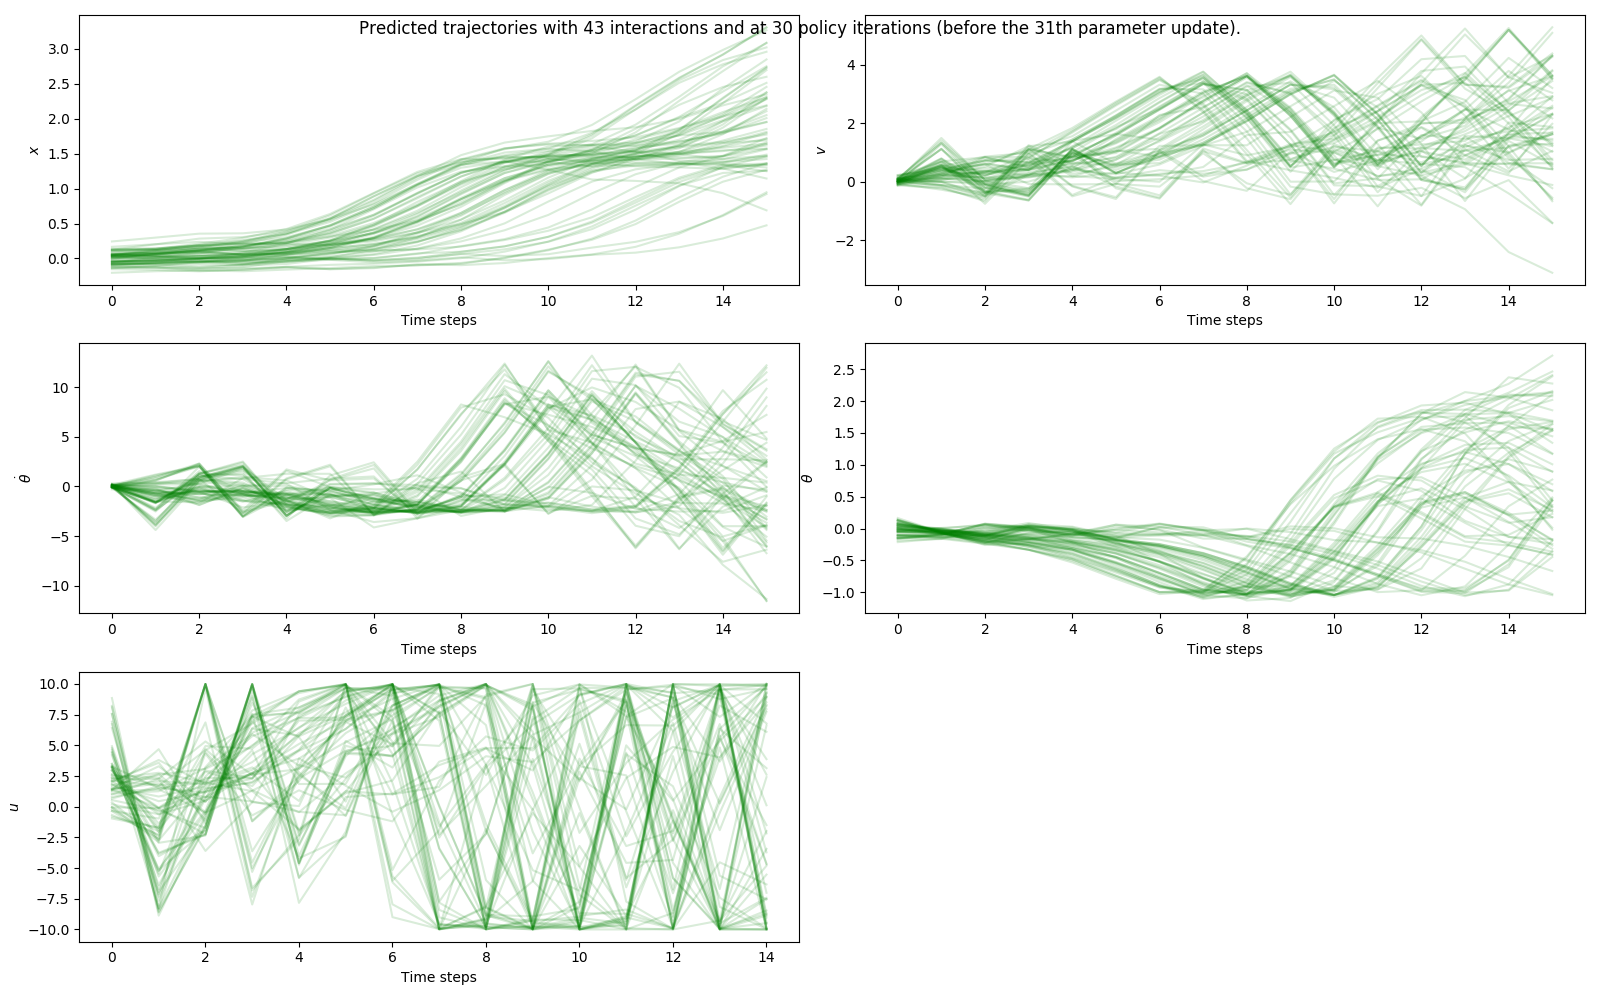 Predicted trajectories with 43 interactions and at 30 policy iterations (before the 31th parameter update).
3.0
2.5
2.0
1.5
1.0
0.5
0.0
x
0 2 4 6 8 10 12 14
Time steps
4
2
0
−2
v
0 2 4 6 8 10 12 14
Time steps
10
5
0
−5
−10
θ̇
0 2 4 6 8 10 12 14
Time steps
2.5
2.0
1.5
1.0
0.5
0.0
−0.5
−1.0
θ
0 2 4 6 8 10 12 14
Time steps
10.0
7.5
5.0
2.5
0.0
−2.5
−5.0
−7.5
−10.0
u
0 2 4 6 8 10 12 14
Time steps